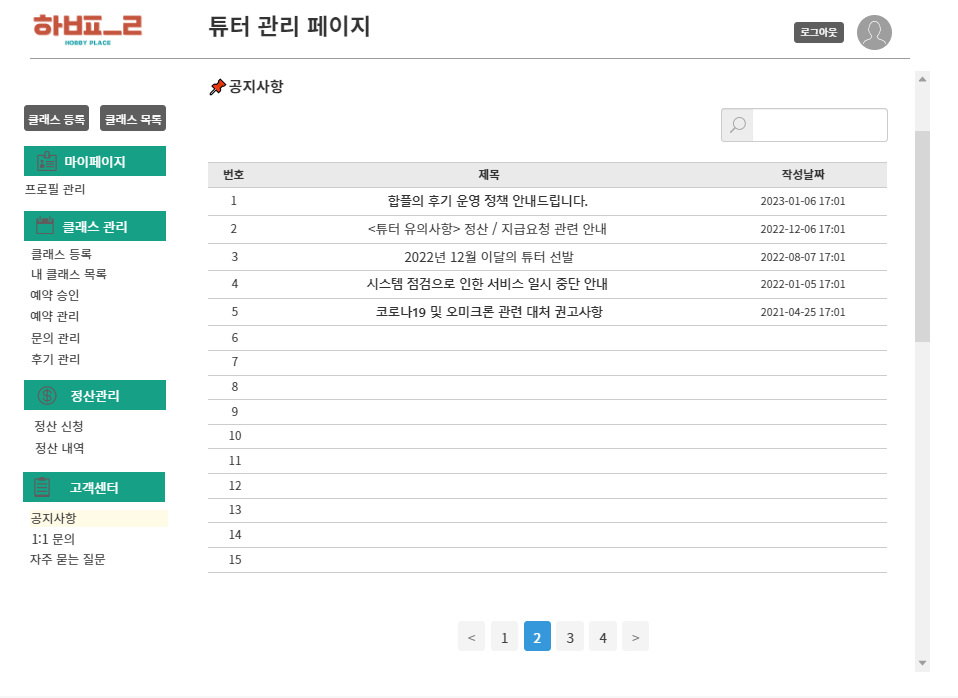 하비프_ㄹ
HOBBY PLACE
튜터 관리 페이지
로그아웃
공지사항
클래스 등록 클래스 목록
마이페이지
프로필 관리
클래스 관리
클래스 등록
내 클래스 목록
예약 승인
예약 관리
문의 관리
후기 관리
정산관리
정산 신청
정산 내역
고객센터
공지사항
1:1 문의
자주 묻는 질문
번호 제목 작성날짜
1 합플의 후기 운영 정책 안내드립니다. 2023-01-06 17:01
2 <튜터 유의사항> 정산 / 지급요청 관련 안내 2022-12-06 17:01
3 2022년 12월 이달의 튜터 선발 2022-08-07 17:01
4 시스템 점검으로 인한 서비스 일시 중단 안내 2022-01-05 17:01
5 코로나19 및 오미크론 관련 대처 권고사항 2021-04-25 17:01
6
7
8
9
10
11
12
13
14
15
< 1 2 3 4 >